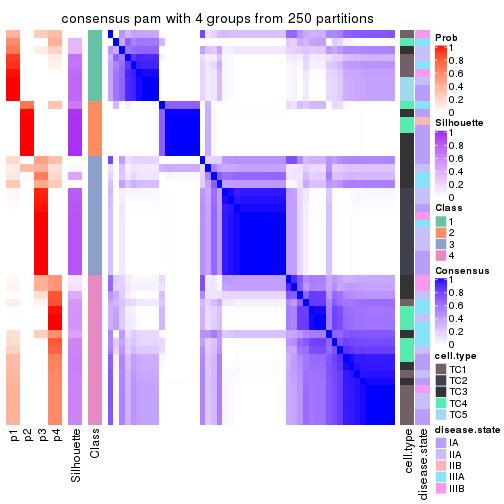 consensus pam with 4 groups from 250 partitions
Prob
1
0.8
0.6
0.4
0.2
0
Silhouette
1
0.8
0.6
0.4
0.2
0
Class
1
2
3
4
Consensus
1
0.8
0.6
0.4
0.2
0
cell.type
TC1
TC2
TC3
TC4
TC5
disease.state
IA
IIA
IIB
IIIA
IIIB
p1
p2
p3
p4
Silhouette
Class
cell.type
disease.state